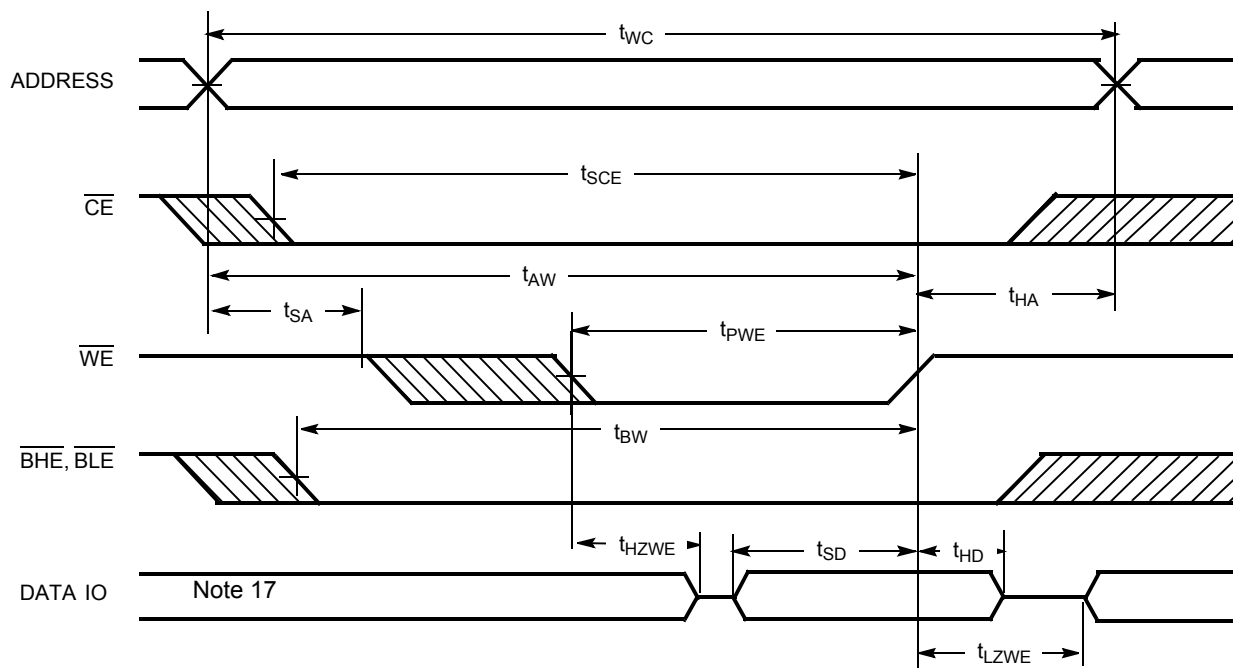 tWC
ADDRESS
tSCE
CE
tAW
tHA
tSA
tPWE
WE
tBW
BHE, BLE
tHZWE
tSD
tHD
DATA IO
Note 17
tLZWE